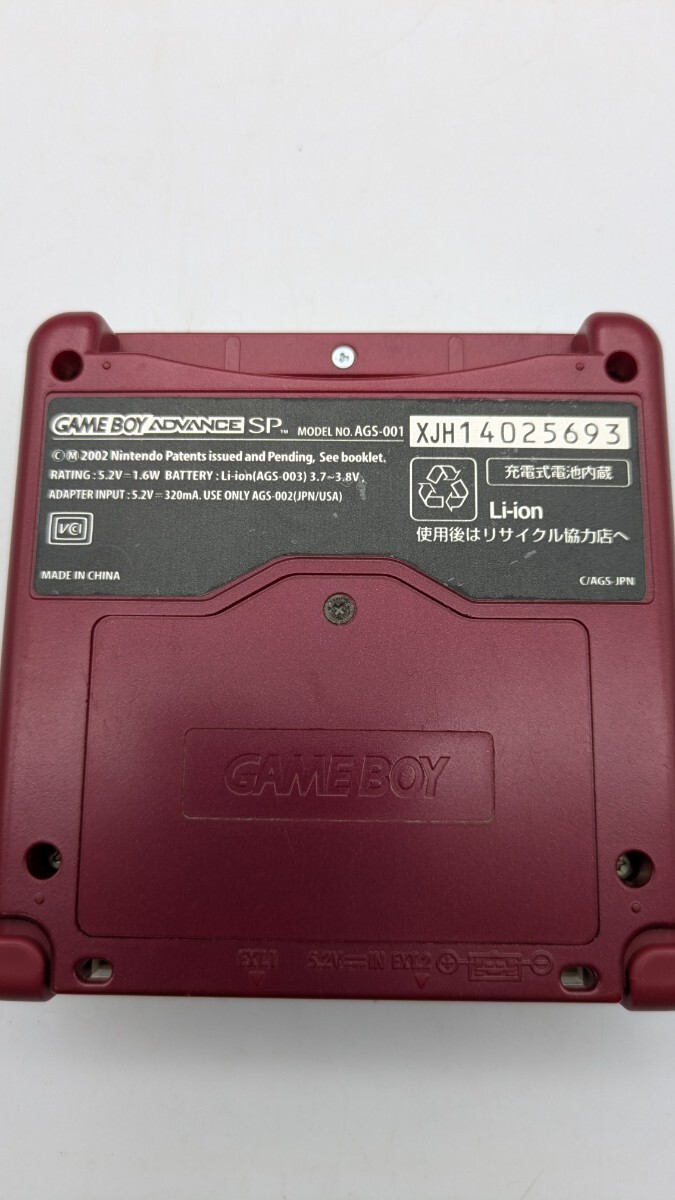 GAME BOY ADVANCE SP™ MODEL NO. AGS-001 XJH14025693
©Ⓜ 2002 Nintendo Patents issued and Pending, See booklet.
RATING : 5.2V⎓1.6W BATTERY : Li-ion(AGS-003) 3.7~3.8V.
ADAPTER INPUT : 5.2V⎓320mA. USE ONLY AGS-002(JPN/USA)
VCI
MADE IN CHINA
充電式電池内蔵
Li-ion
使用後はリサイクル協力店へ
C/AGS-JPN
GAME BOY
EXT.1 5.2V⎓IN EXT.2 + −